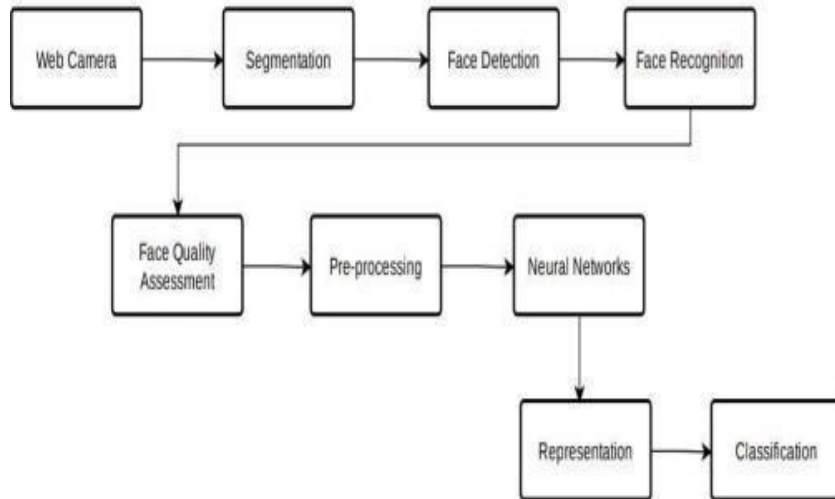 Web Camera
Segmentation
Face Detection
Face Recognition
Face Quality
Assessment
Pre-processing
Neural Networks
Representation
Classification